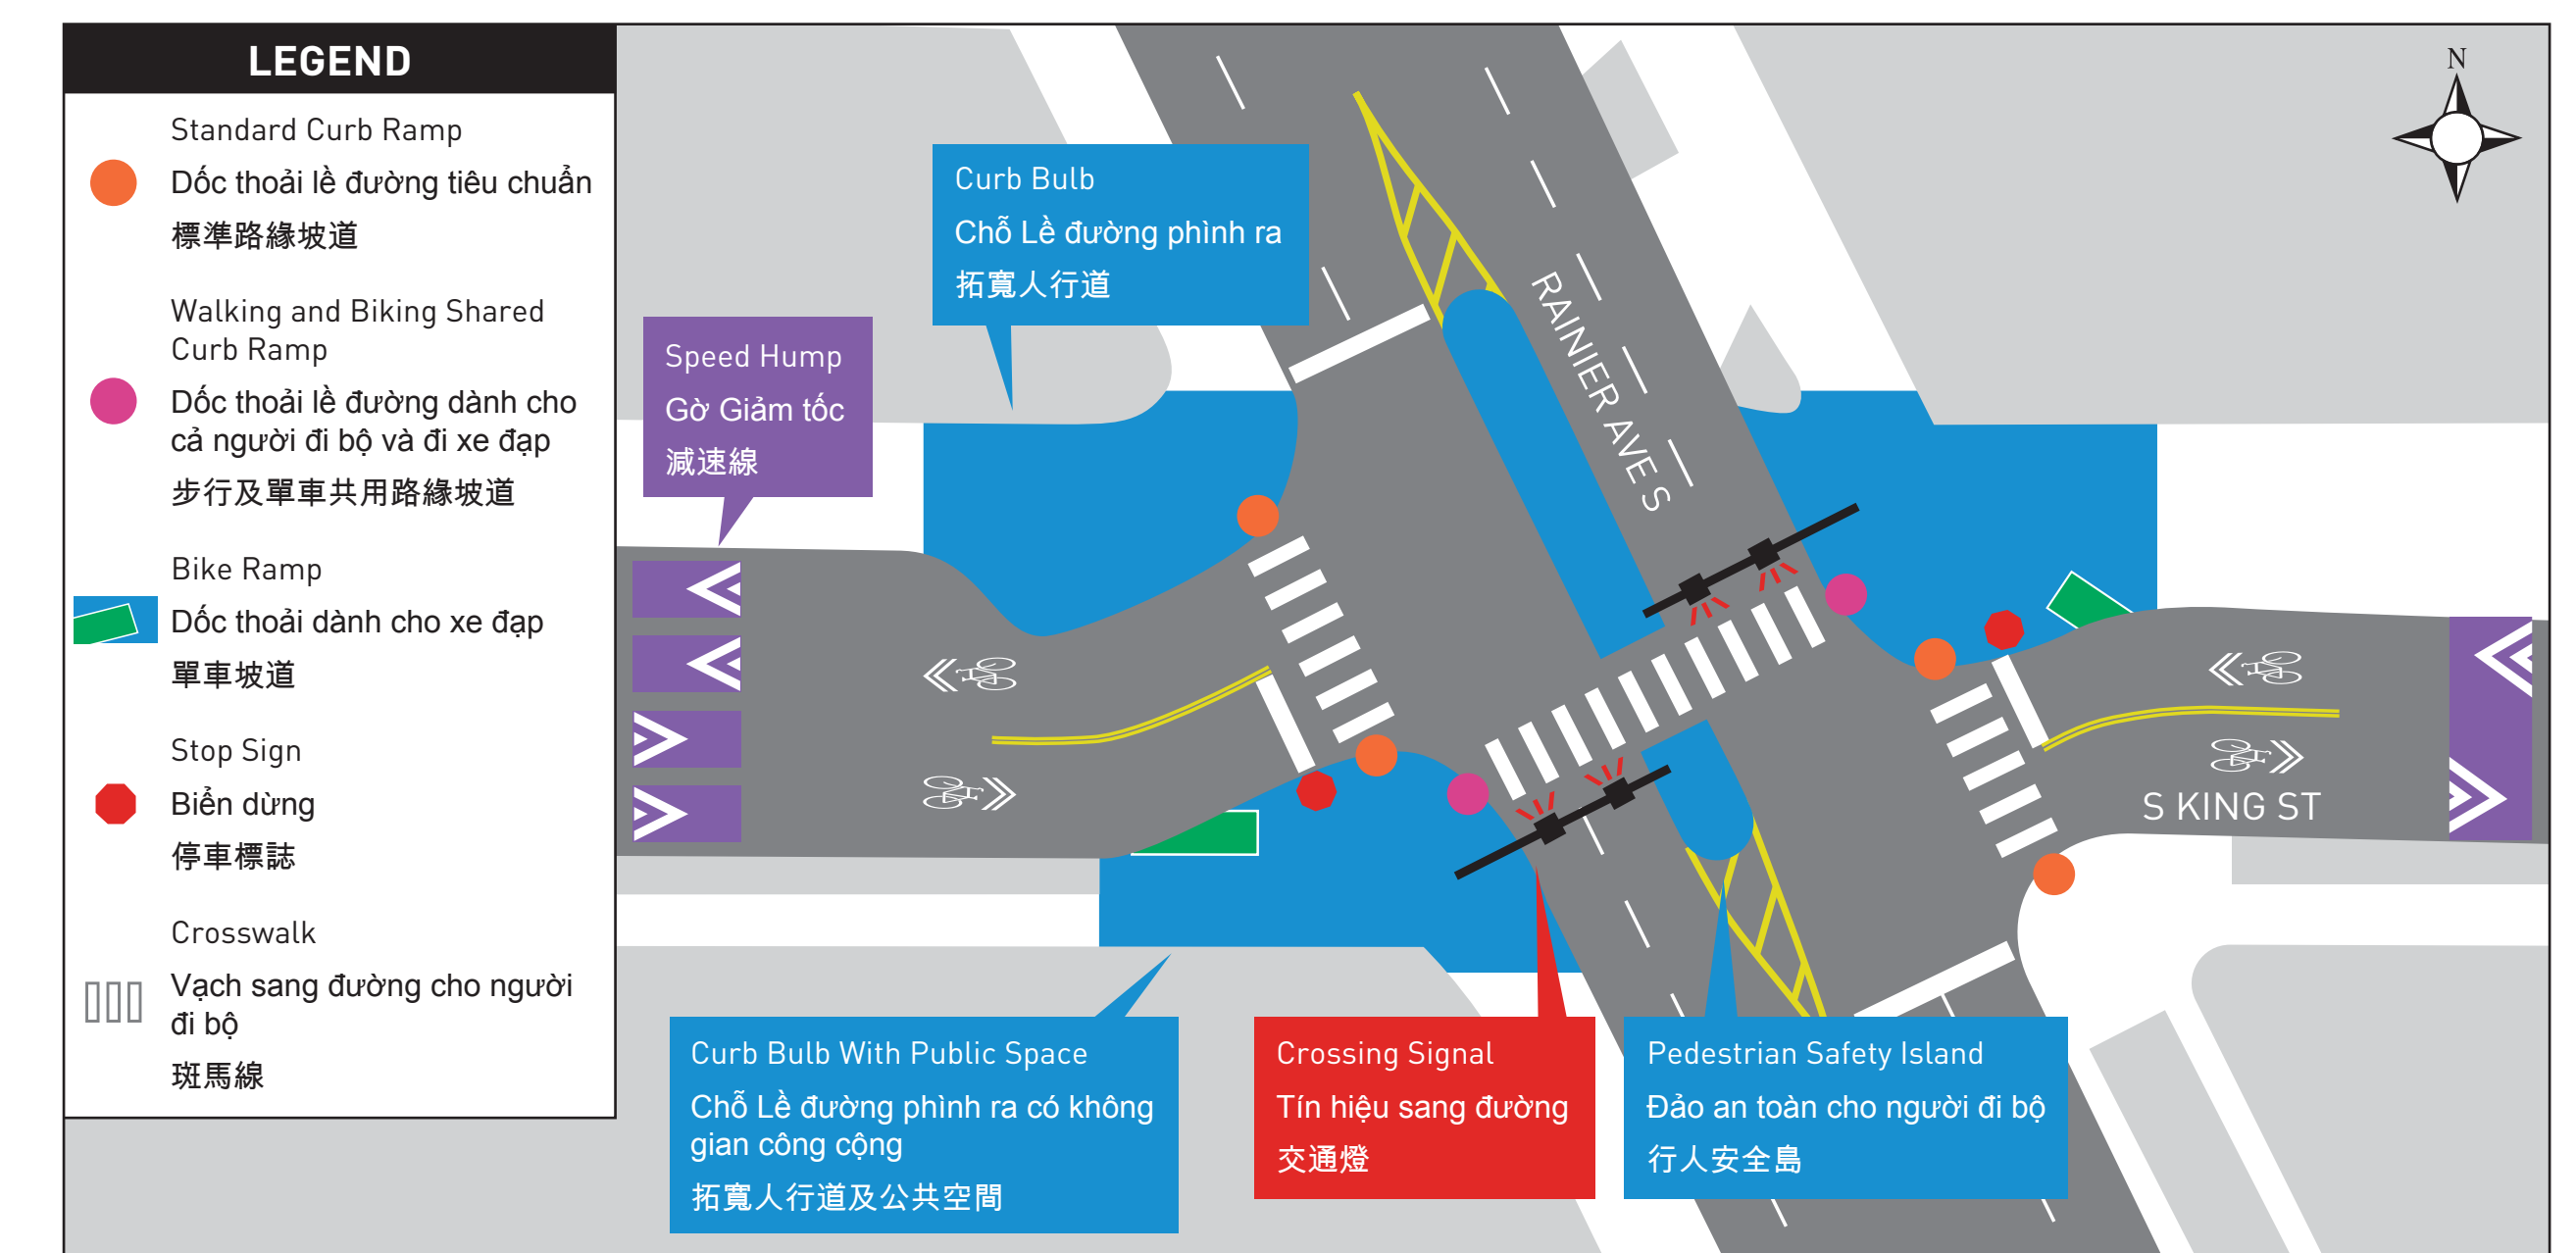 LEGEND
Standard Curb Ramp
Dốc thoải lề đường tiêu chuẩn
標準路緣坡道
Walking and Biking Shared
Curb Ramp
Dốc thoải lề đường dành cho
cả người đi bộ và đi xe đạp
步行及單車共用路緣坡道
Bike Ramp
Dốc thoải dành cho xe đạp
單車坡道
Stop Sign
Biển dừng
停車標誌
Crosswalk
Vạch sang đường cho người
đi bộ
斑馬線
Curb Bulb
Chỗ Lề đường phình ra
拓寬人行道
Speed Hump
Gờ Giảm tốc
減速線
RAINIER AVE S
N
S KING ST
Curb Bulb With Public Space
Chỗ Lề đường phình ra có không
gian công cộng
拓寬人行道及公共空間
Crossing Signal
Tín hiệu sang đường
交通燈
Pedestrian Safety Island
Đảo an toàn cho người đi bộ
行人安全島